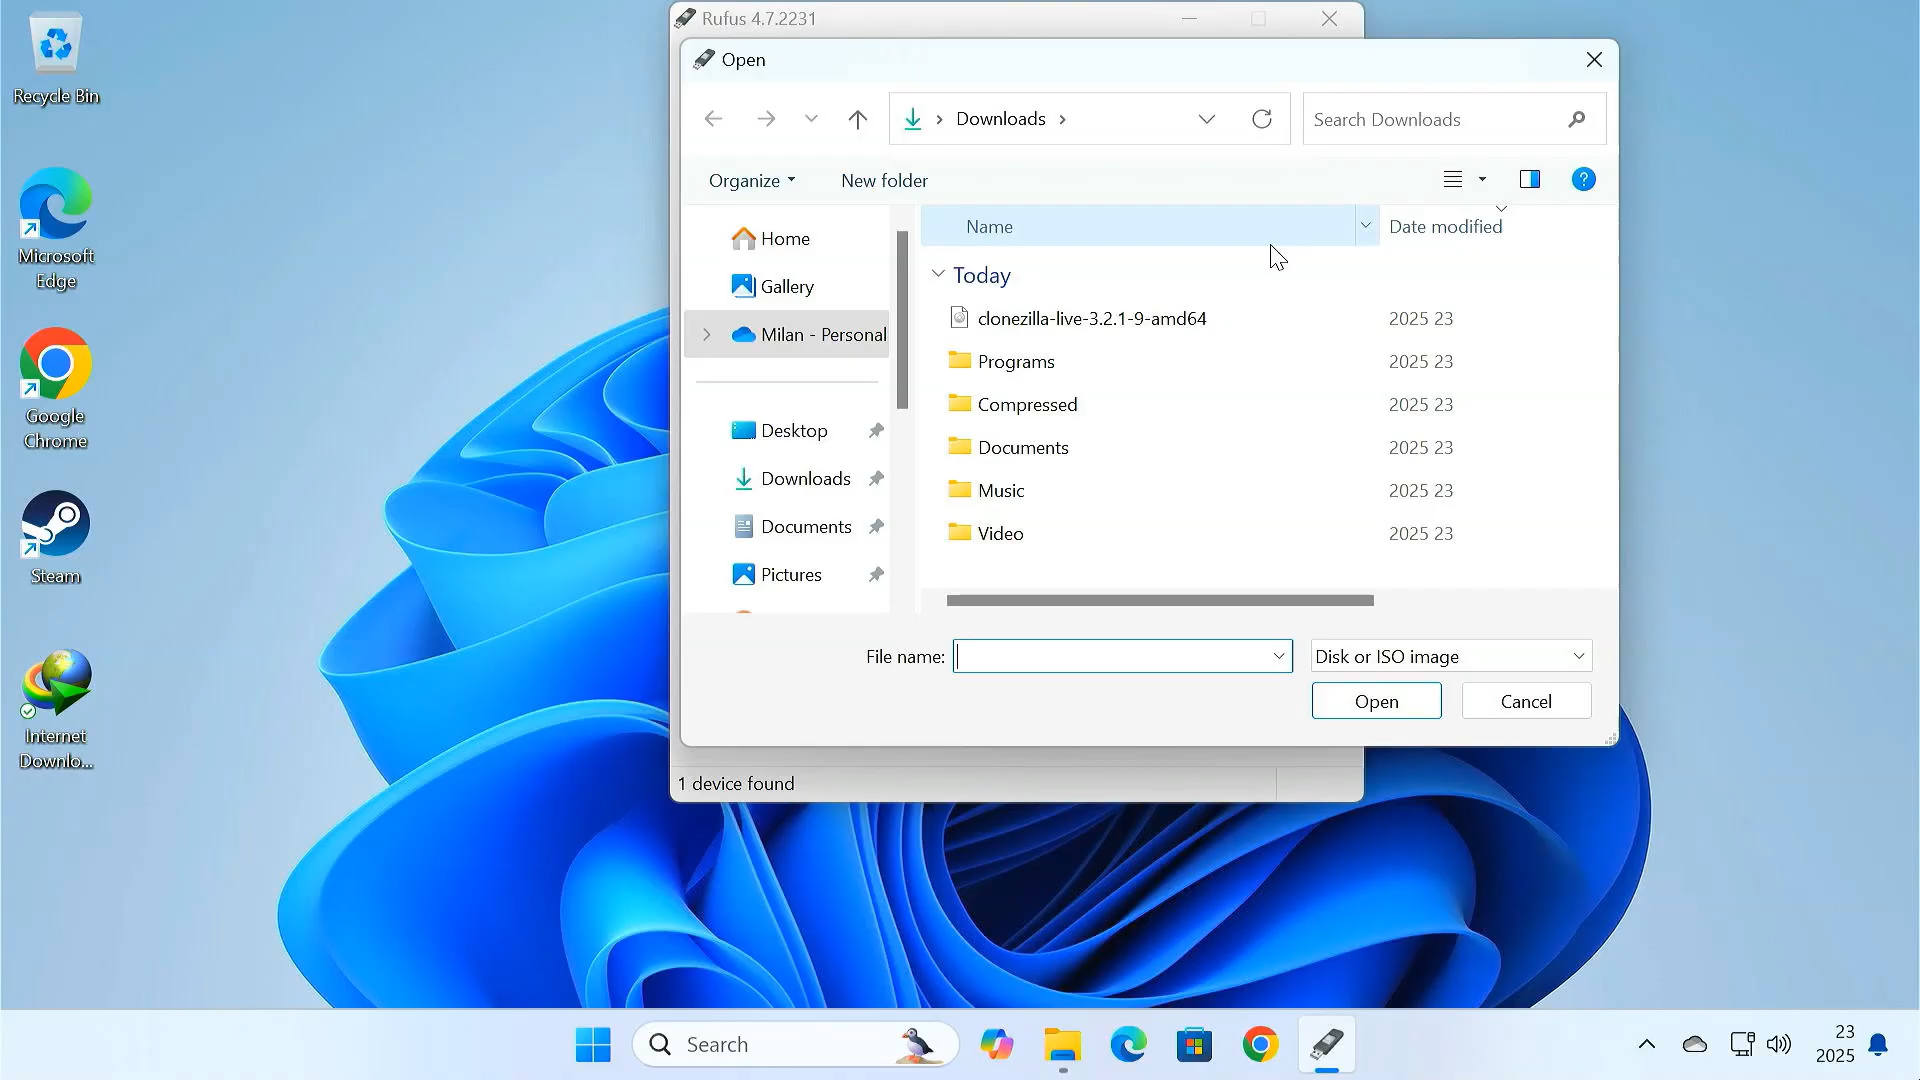 Rufus 4.7.2231
Open
Downloads
Search Downloads
Organize
New folder
Name
Date modified
Home
Gallery
Milan - Personal
Desktop
Downloads
Documents
Pictures
Today
clonezilla-live-3.2.1-9-amd64
2025 23
Programs
2025 23
Compressed
2025 23
Documents
2025 23
Music
2025 23
Video
2025 23
File name:
Disk or ISO image
Open
Cancel
1 device found
Recycle Bin
Microsoft
Edge
Google
Chrome
Steam
Internet
Downlo...
Search
23
2025